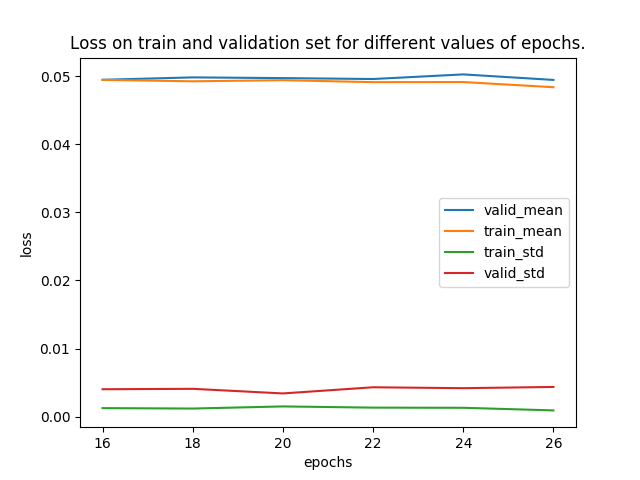 Loss on train and validation set for different values of epochs.
0.05
0.04
0.03
0.02
0.01
0.00
loss
valid_mean
train_mean
train_std
valid_std
16 18 20 22 24 26
epochs